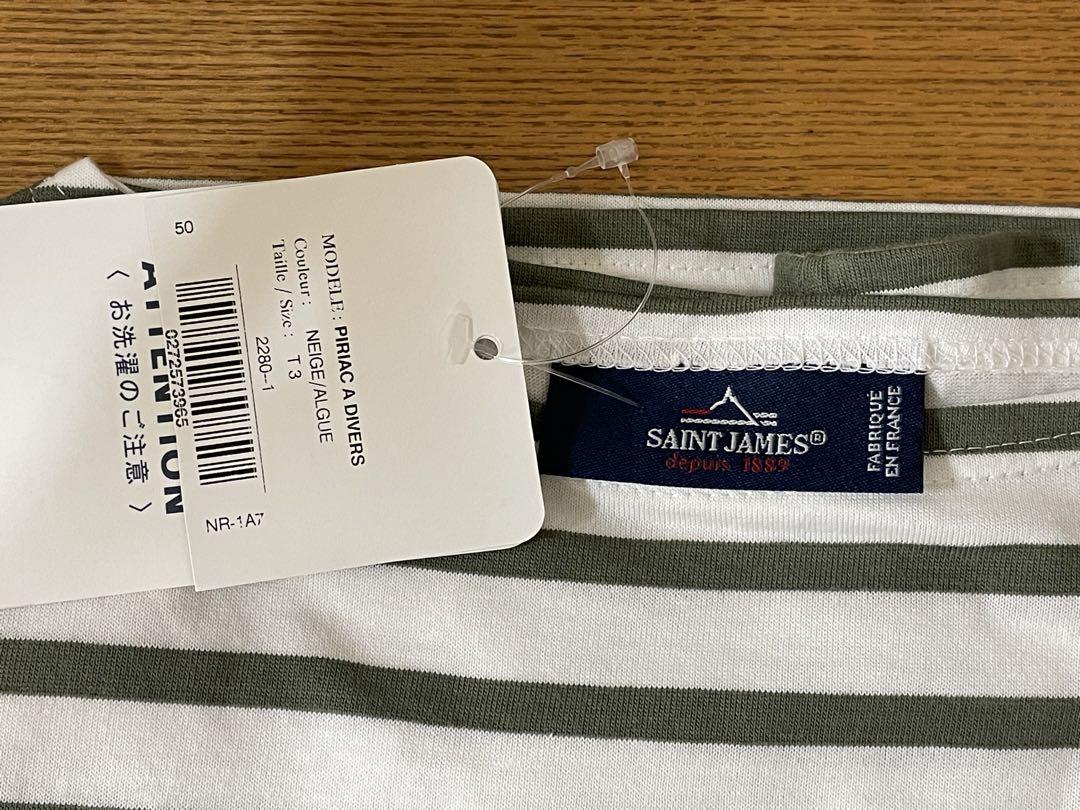 MODELE : PIRIAC A DIVERS
Couleur : NEIGE/ALGUE
Taille / Size : T 3
2280-1
50
0272573965
NR-1A7
ATTENTION
〈 お洗濯のご注意 〉
SAINT JAMES®
depuis 1889
FABRIQUÉ
EN FRANCE